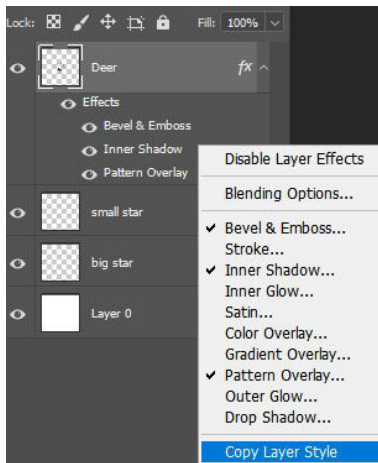 Lock: Fill: 100%
Deer fx
Effects
Bevel & Emboss
Inner Shadow
Pattern Overlay
small star
big star
Layer 0
Disable Layer Effects
Blending Options...
Bevel & Emboss...
Stroke...
Inner Shadow...
Inner Glow...
Satin...
Color Overlay...
Gradient Overlay...
Pattern Overlay...
Outer Glow...
Drop Shadow...
Copy Layer Style